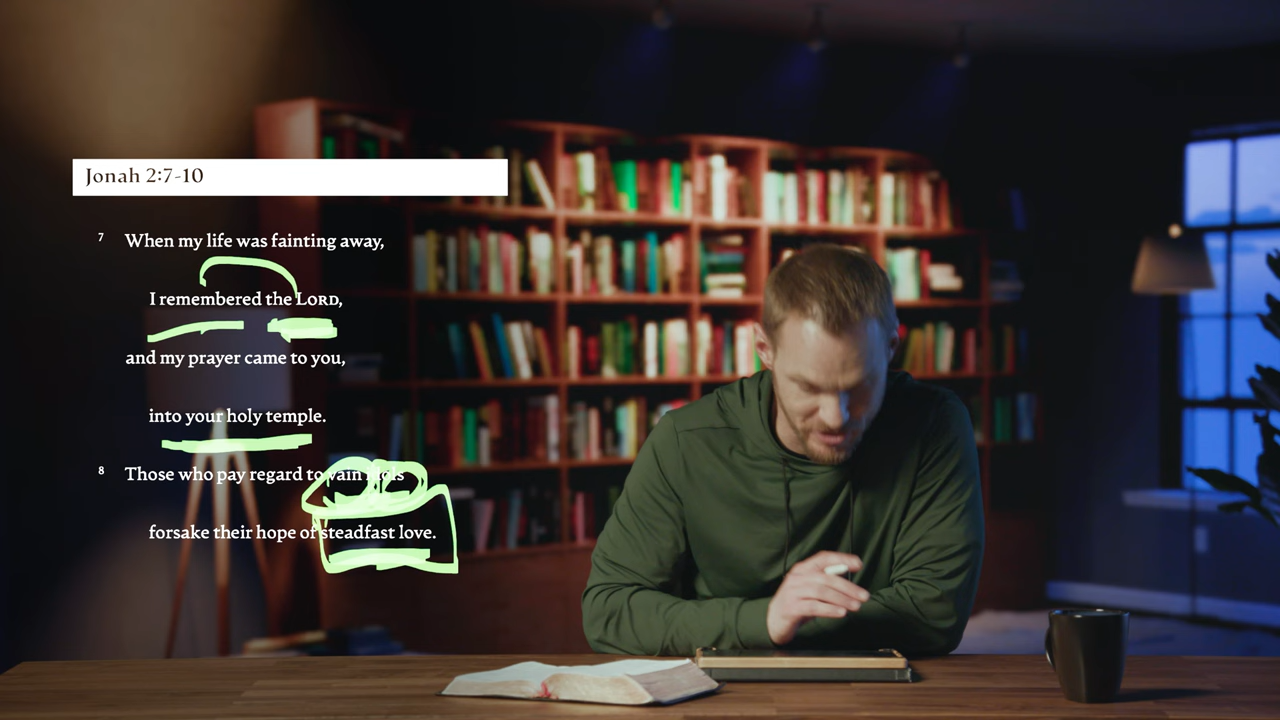 Jonah 2:7-10
7 When my life was fainting away,
I remembered the LORD,
and my prayer came to you,
into your holy temple.
8 Those who pay regard to vain idols
forsake their hope of steadfast love.